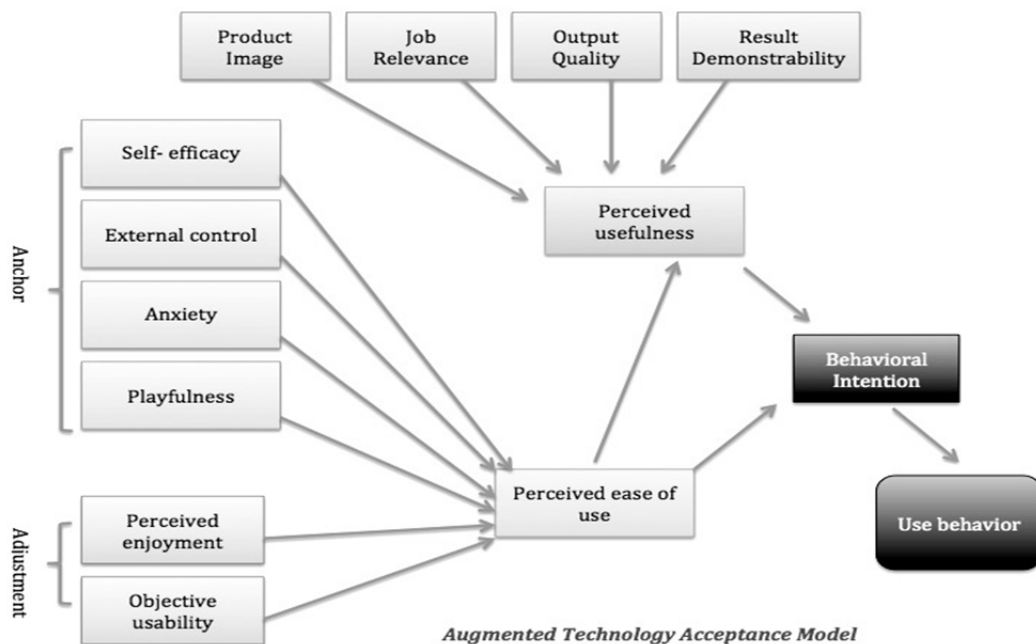 Product
Image
Job
Relevance
Output
Quality
Result
Demonstrability
Anchor
Self- efficacy
External control
Anxiety
Playfulness
Perceived
usefulness
Behavioral
Intention
Adjustment
Perceived
enjoyment
Objective
usability
Perceived ease of
use
Use behavior
Augmented Technology Acceptance Model